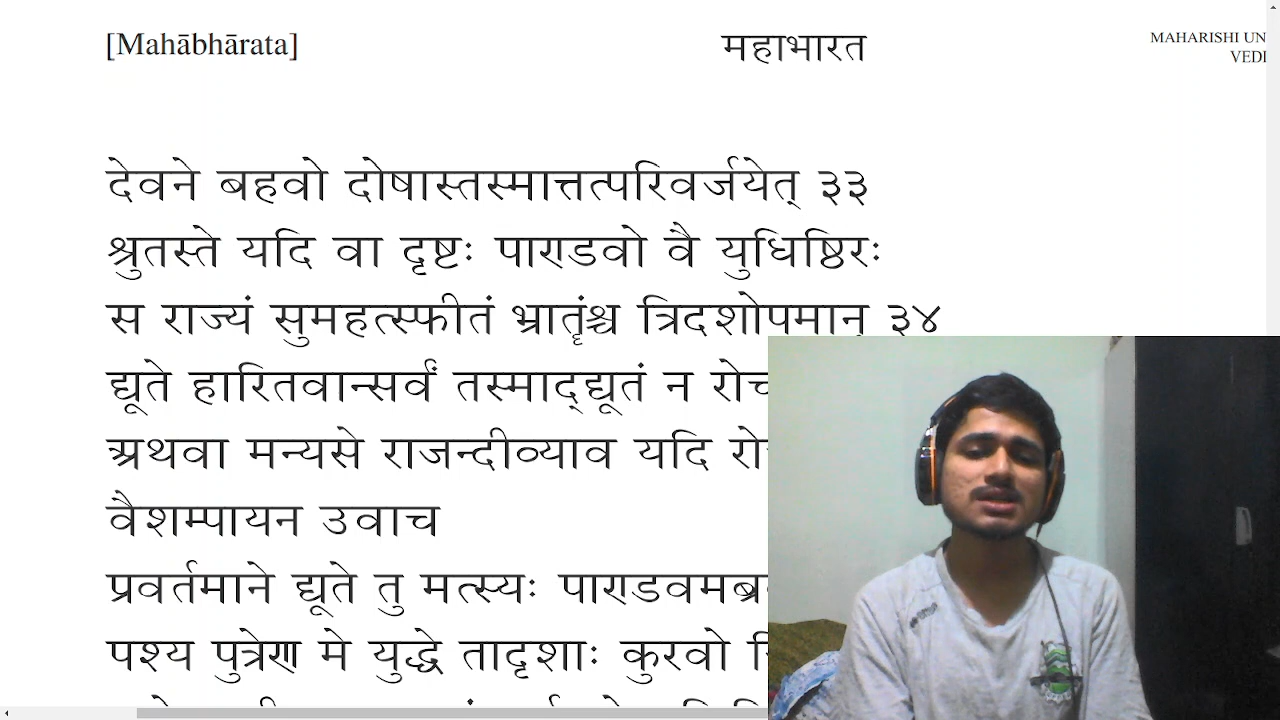 [Mahābhārata] महाभारत MAHARISHI UN
VEDI
देवने बहवो दोषास्तस्मात्तत्परिवर्जयेत् ३३
श्रुतस्ते यदि वा दृष्टः पाण्डवो वै युधिष्ठिरः
स राज्यं सुमहत्स्फीतं भ्रातॄंश्च त्रिदशोपमान् ३४
द्यूते हारितवान्सर्वं तस्माद्द्यूतं न
अथवा मन्यसे राजन्दीव्याव यदि
वैशम्पायन उवाच
प्रवर्तमाने द्यूते तु मत्स्यः
पश्य पुत्रेण मे युद्धे तादृशाः कुरवो